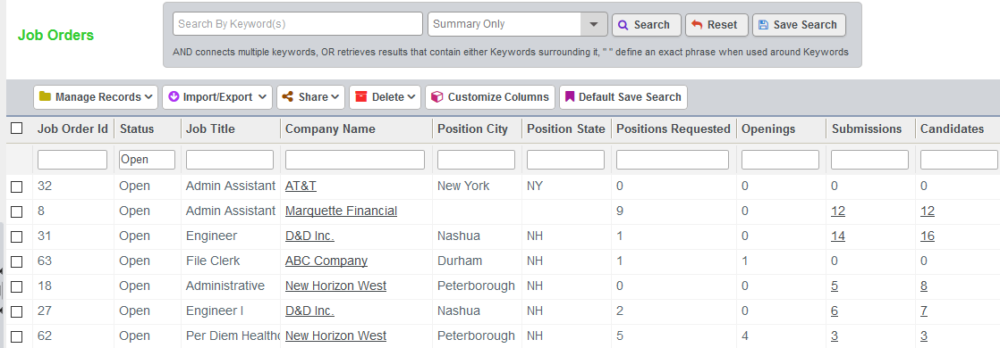 Job Orders
Search By Keyword(s) Summary Only Search Reset Save Search
AND connects multiple keywords, OR retrieves results that contain either Keywords surrounding it, " " define an exact phrase when used around Keywords
Manage Records Import/Export Share Delete Customize Columns Default Save Search
Job Order Id Status Job Title Company Name Position City Position State Positions Requested Openings Submissions Candidates
Open
32 Open Admin Assistant AT&T New York NY 0 0 0 0
8 Open Admin Assistant Marquette Financial 9 0 12 12
31 Open Engineer D&D Inc. Nashua NH 1 0 14 16
63 Open File Clerk ABC Company Durham NH 1 1 0 0
18 Open Administrative New Horizon West Peterborough NH 0 0 5 8
27 Open Engineer I D&D Inc. Nashua NH 2 0 6 7
62 Open Per Diem Healthc New Horizon West Peterborough NH 5 4 3 3